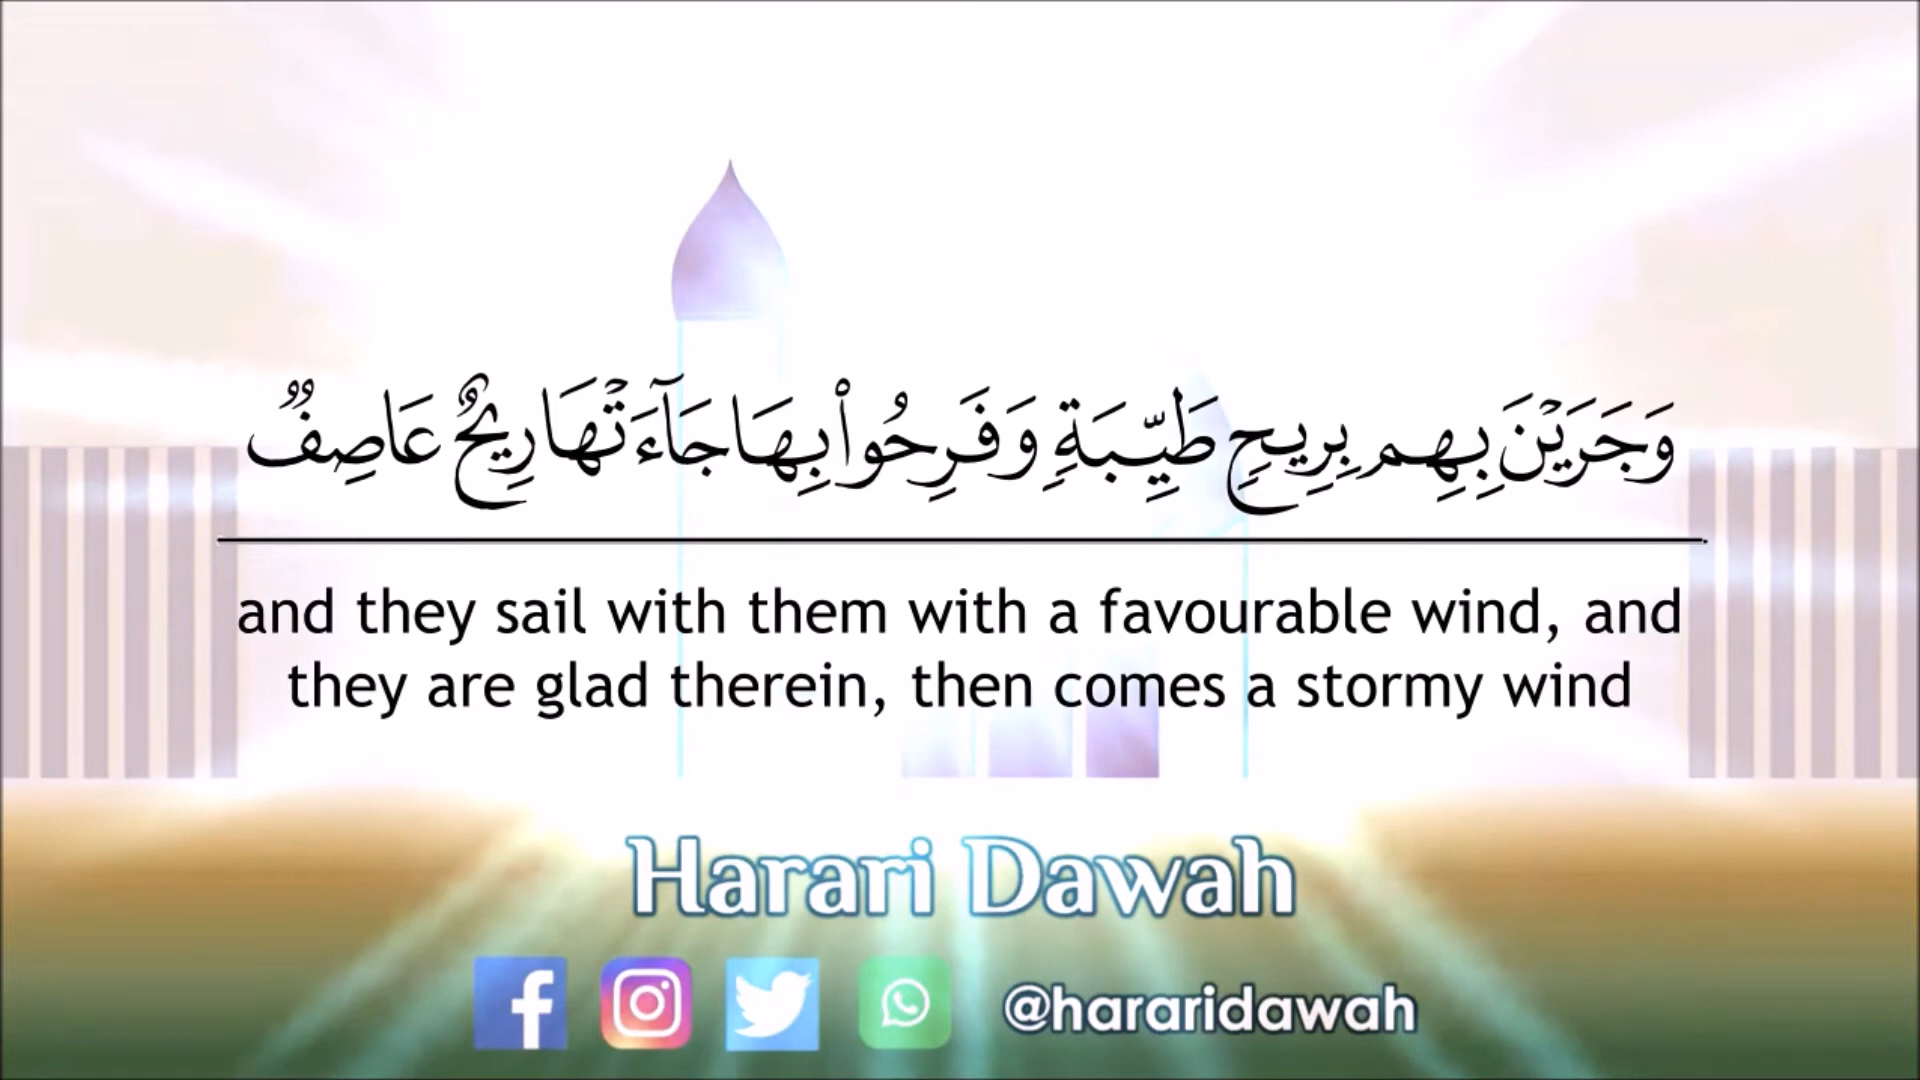 وَجَرَيْنَ بِهِم بِرِيحٍ طَيِّبَةٍ وَفَرِحُوا۟ بِهَا جَآءَتْهَا رِيحٌ عَاصِفٌ
and they sail with them with a favourable wind, and
they are glad therein, then comes a stormy wind
Harari Dawah
@hararidawah